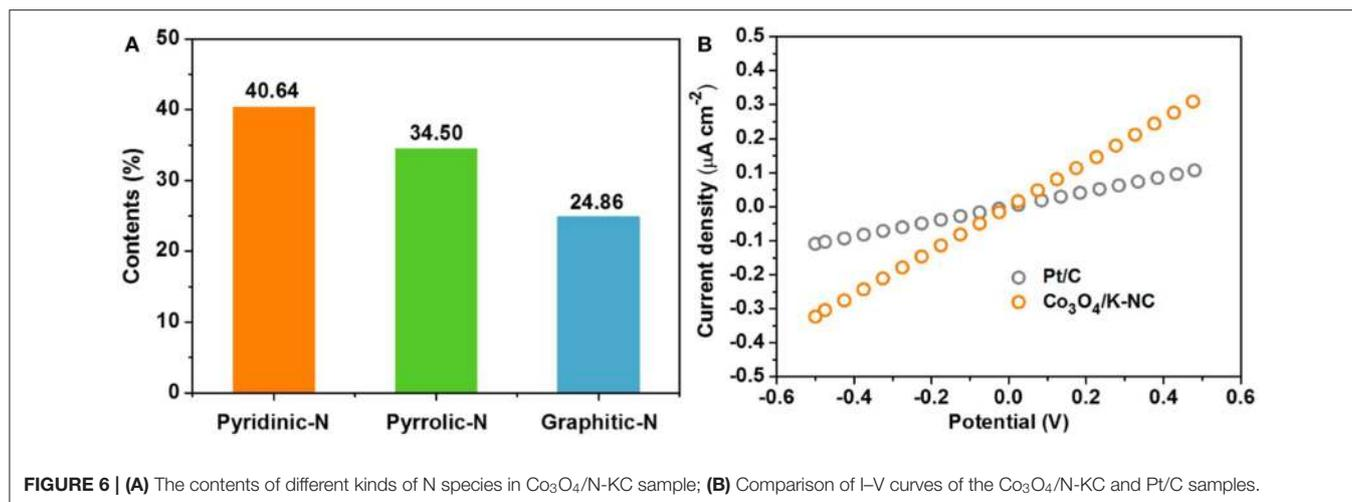 A
50
40
30
20
10
0
Contents (%)
40.64
34.50
24.86
Pyridinic-N
Pyrrolic-N
Graphitic-N
B
0.5
0.4
0.3
0.2
0.1
0.0
-0.1
-0.2
-0.3
-0.4
-0.5
Current density (μA cm⁻²)
Pt/C
Co₃O₄/K-NC
-0.6 -0.4 -0.2 0.0 0.2 0.4 0.6
Potential (V)
FIGURE 6 | (A) The contents of different kinds of N species in Co₃O₄/N-KC sample; (B) Comparison of I–V curves of the Co₃O₄/N-KC and Pt/C samples.